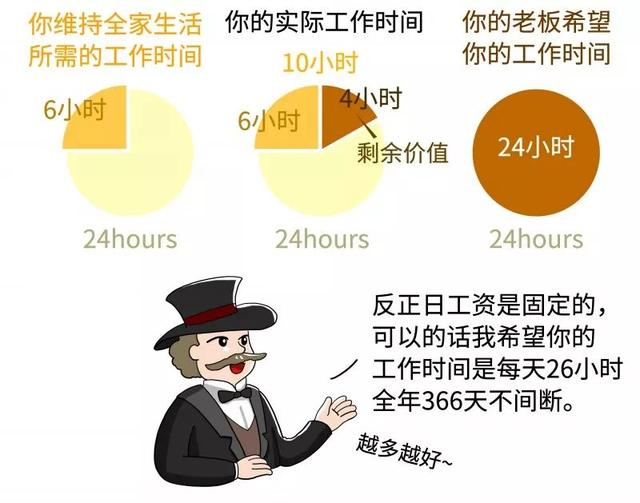 你维持全家生活
所需的工作时间
6小时
24hours
你的实际工作时间
10小时
6小时
4小时
剩余价值
24hours
你的老板希望
你的工作时间
24小时
24hours
反正日工资是固定的，
可以的话我希望你的
工作时间是每天26小时
全年366天不间断。
越多越好~